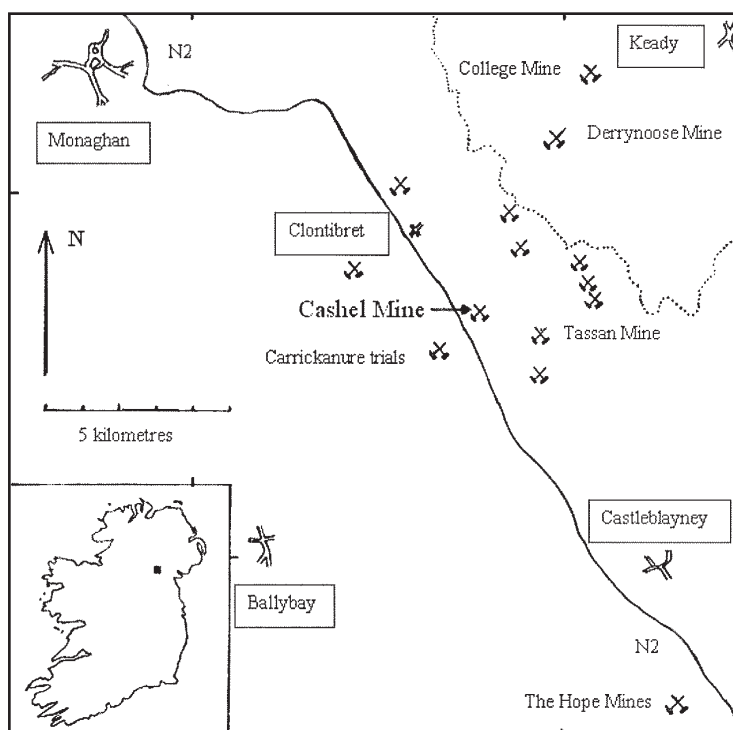 N2
Keady
College Mine
Monaghan
Derrynoose Mine
Clontibret
N
Cashel Mine
Tassan Mine
Carrickanure trials
5 kilometres
Castleblayney
Ballybay
N2
The Hope Mines